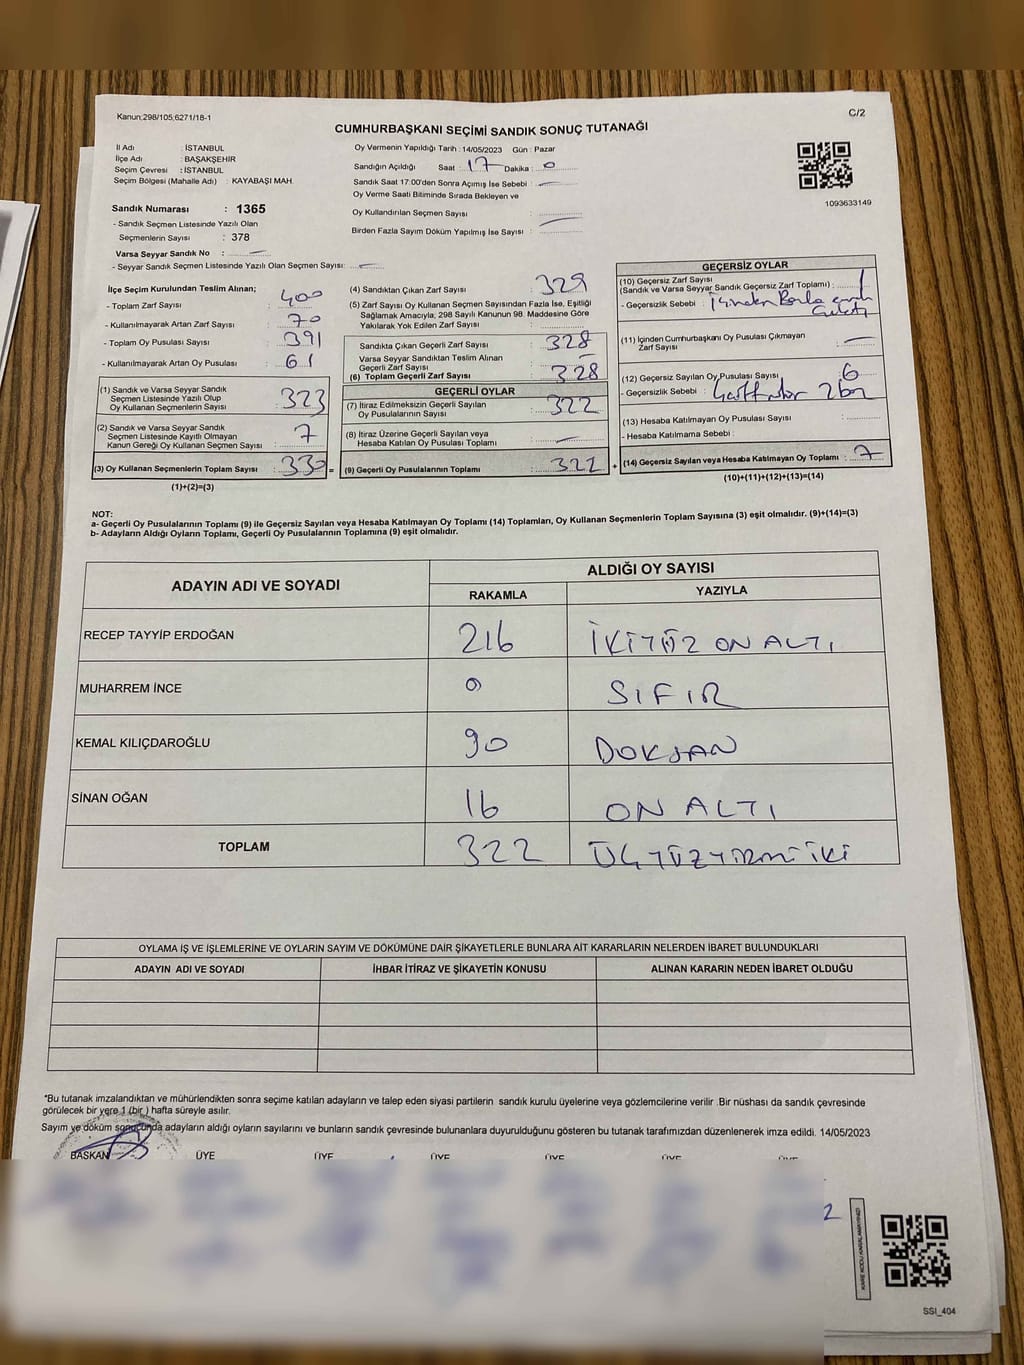 Kanun;298/105;6271/18-1
C/2
CUMHURBAŞKANI SEÇİMİ SANDIK SONUÇ TUTANAĞI
İl Adı : İSTANBUL
İlçe Adı : BAŞAKŞEHİR
Seçim Çevresi : İSTANBUL
Seçim Bölgesi (Mahalle Adı) : KAYABAŞI MAH.
Sandık Numarası : 1365
- Sandık Seçmen Listesinde Yazılı Olan
Seçmenlerin Sayısı : 378
Varsa Seyyar Sandık No :
- Seyyar Sandık Seçmen Listesinde Yazılı Olan Seçmen Sayısı:
Oy Vermenin Yapıldığı Tarih : 14/05/2023 Gün : Pazar
Sandığın Açıldığı Saat : 17 Dakika : 0
Sandık Saat 17:00'den Sonra Açımış İse Sebebi :
Oy Verme Saati Bitiminde Sırada Bekleyen ve
Oy Kullandırılan Seçmen Sayısı :
Birden Fazla Sayım Döküm Yapılmış İse Sayısı :
1093633149
İlçe Seçim Kurulundan Teslim Alınan;
- Toplam Zarf Sayısı : 400
- Kullanılmayarak Artan Zarf Sayısı : 70
- Toplam Oy Pusulası Sayısı : 391
- Kullanılmayarak Artan Oy Pusulası : 61
(1) Sandık ve Varsa Seyyar Sandık
Seçmen Listesinde Yazılı Olup
Oy Kullanan Seçmenlerin Sayısı : 323
(2) Sandık ve Varsa Seyyar Sandık
Seçmen Listesinde Kayıtlı Olmayan
Kanun Gereği Oy Kullanan Seçmen Sayısı : 7
(3) Oy Kullanan Seçmenlerin Toplam Sayısı : 330 =
(1)+(2)=(3)
(4) Sandıktan Çıkan Zarf Sayısı : 329
(5) Zarf Sayısı Oy Kullanan Seçmen Sayısından Fazla İse, Eşitliği
Sağlamak Amacıyla; 298 Sayılı Kanunun 98. Maddesine Göre
Yakılarak Yok Edilen Zarf Sayısı :
Sandıkta Çıkan Geçerli Zarf Sayısı : 328
Varsa Seyyar Sandıktan Teslim Alınan
Geçerli Zarf Sayısı :
(6) Toplam Geçerli Zarf Sayısı : 328
GEÇERLİ OYLAR
(7) İtiraz Edilmeksizin Geçerli Sayılan
Oy Pusulalarının Sayısı : 322
(8) İtiraz Üzerine Geçerli Sayılan veya
Hesaba Katılan Oy Pusulası Toplamı :
(9) Geçerli Oy Pusulalarının Toplamı : 322 +
GEÇERSİZ OYLAR
(10) Geçersiz Zarf Sayısı
(Sandık ve Varsa Seyyar Sandık Geçersiz Zarf Toplamı) : 1
- Geçersizlik Sebebi : İçinden
(11) İçinden Cumhurbaşkanı Oy Pusulası Çıkmayan
Zarf Sayısı :
(12) Geçersiz Sayılan Oy Pusulası Sayısı : 6
- Geçersizlik Sebebi :
(13) Hesaba Katılmayan Oy Pusulası Sayısı :
- Hesaba Katılmama Sebebi :
(14) Geçersiz Sayılan veya Hesaba Katılmayan Oy Toplamı : 7
(10)+(11)+(12)+(13)=(14)
NOT:
a- Geçerli Oy Pusulalarının Toplamı (9) ile Geçersiz Sayılan veya Hesaba Katılmayan Oy Toplamı (14) Toplamları, Oy Kullanan Seçmenlerin Toplam Sayısına (3) eşit olmalıdır. (9)+(14)=(3)
b- Adayların Aldığı Oyların Toplamı, Geçerli Oy Pusulalarının Toplamına (9) eşit olmalıdır.
ADAYIN ADI VE SOYADI ALDIĞI OY SAYISI
RAKAMLA YAZIYLA
RECEP TAYYİP ERDOĞAN 216 İKİYÜZ ON ALTI
MUHARREM İNCE 0 SIFIR
KEMAL KILIÇDAROĞLU 90 DOKSAN
SİNAN OĞAN 16 ON ALTI
TOPLAM 322 ÜÇYÜZYİRMİ İKİ
OYLAMA İŞ VE İŞLEMLERİNE VE OYLARIN SAYIM VE DÖKÜMÜNE DAİR ŞİKAYETLERLE BUNLARA AİT KARARLARIN NELERDEN İBARET BULUNDUKLARI
ADAYIN ADI VE SOYADI İHBAR İTİRAZ VE ŞİKAYETİN KONUSU ALINAN KARARIN NEDEN İBARET OLDUĞU
*Bu tutanak imzalandıktan ve mühürlendikten sonra seçime katılan adayların ve talep eden siyasi partilerin sandık kurulu üyelerine veya gözlemcilerine verilir .Bir nüshası da sandık çevresinde
görülecek bir yere 1 (bir ) hafta süreyle asılır.
Sayım ve döküm sonucunda adayların aldığı oyların sayılarını ve bunların sandık çevresinde bulunanlara duyurulduğunu gösteren bu tutanak tarafımızdan düzenlenerek imza edildi. 14/05/2023
BAŞKAN ÜYE ÜYE ÜYE ÜYE ÜYE ÜYE
SSI_404